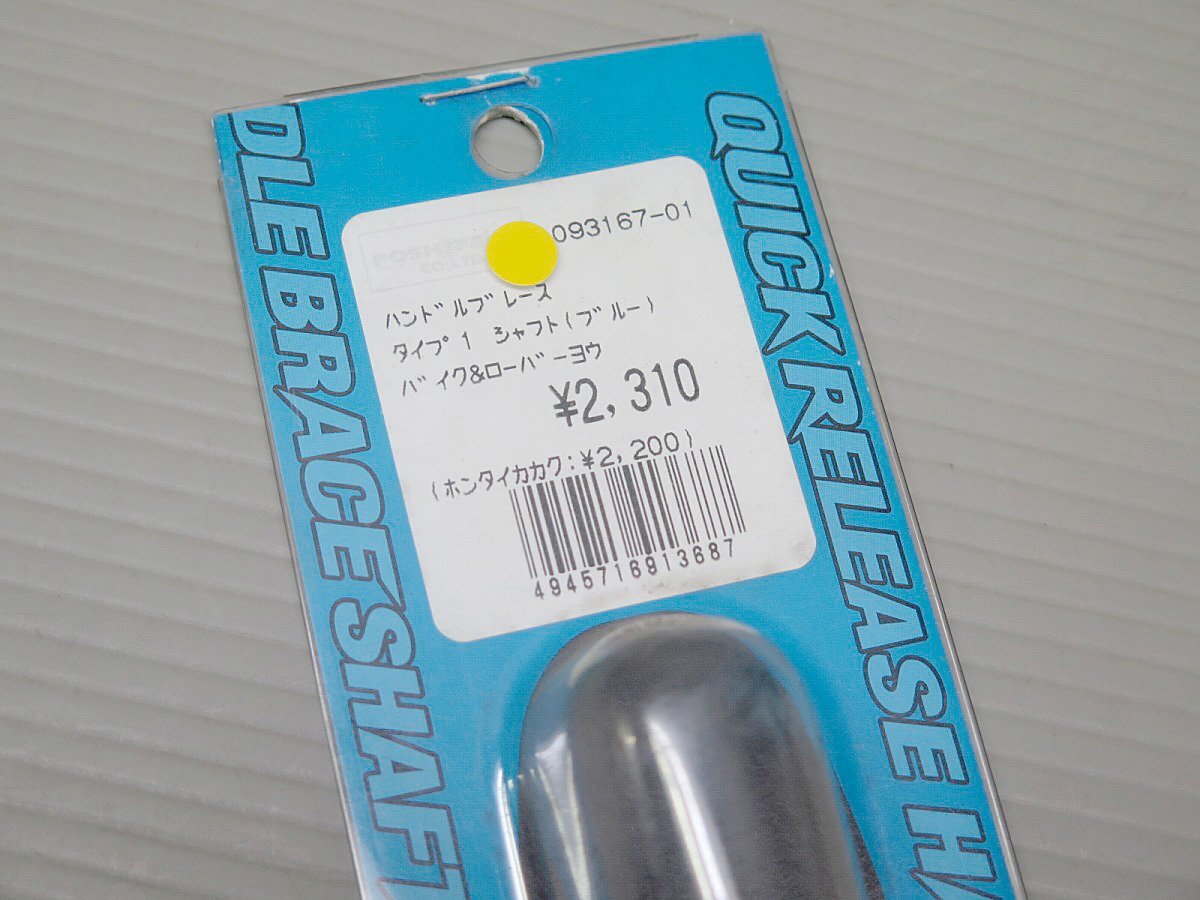 093167-01
ハンドルブレース
タイプ1 シャフト(ブルー)
バイク&ローバーヨウ
¥2,310
(ホンタイカカク:¥2,200)
4945716913687
QUICK RELEASE HA
DLE BRACE SHAFT